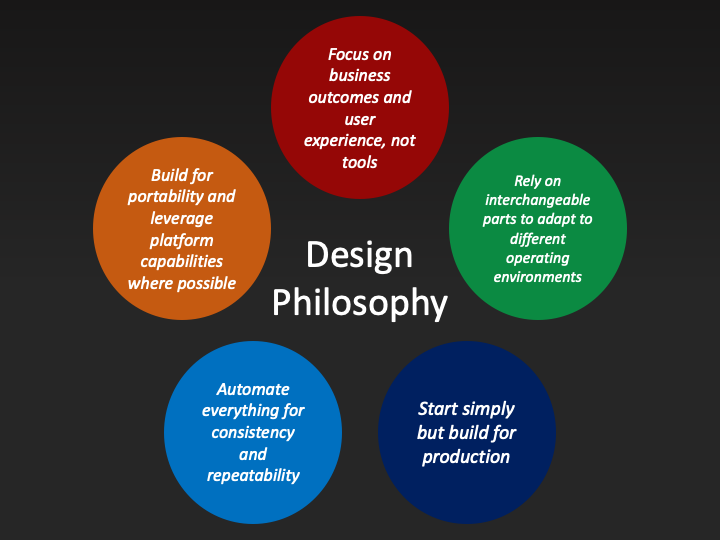 Focus on
business
outcomes and
user
experience, not
tools
Build for
portability and
leverage
platform
capabilities
where possible
Rely on
interchangeable
parts to adapt to
different
operating
environments
Design
Philosophy
Automate
everything for
consistency
and
repeatability
Start simply
but build for
production